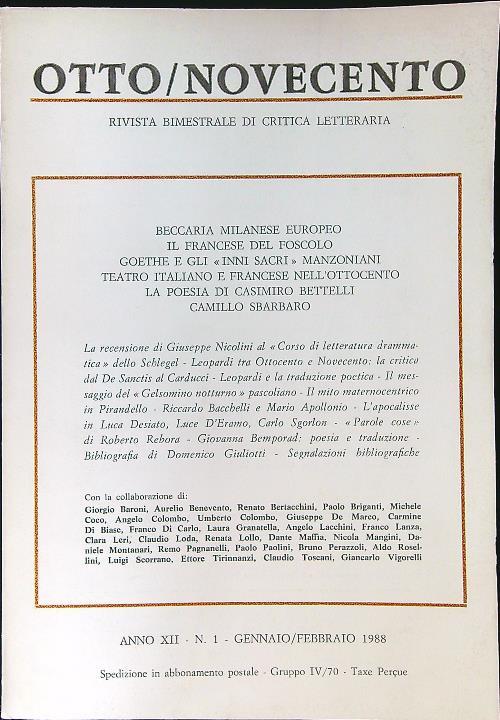 OTTO/NOVECENTO
RIVISTA BIMESTRALE DI CRITICA LETTERARIA
BECCARIA MILANESE EUROPEO
IL FRANCESE DEL FOSCOLO
GOETHE E GLI «INNI SACRI» MANZONIANI
TEATRO ITALIANO E FRANCESE NELL'OTTOCENTO
LA POESIA DI CASIMIRO BETTELLI
CAMILLO SBARBARO
La recensione di Giuseppe Nicolini al «Corso di letteratura dramma-
tica» dello Schlegel - Leopardi tra Ottocento e Novecento: la critica
dal De Sanctis al Carducci - Leopardi e la traduzione poetica - Il mes-
saggio del «Gelsomino notturno» pascoliano - Il mito maternocentrico
in Pirandello - Riccardo Bacchelli e Mario Apollonio - L'apocalisse
in Luca Desiato, Luce D'Eramo, Carlo Sgorlon - «Parole cose»
di Roberto Rebora - Giovanna Bemporad: poesia e traduzione -
Bibliografia di Domenico Giuliotti - Segnalazioni bibliografiche
Con la collaborazione di:
Giorgio Baroni, Aurelio Benevento, Renato Bertacchini, Paolo Briganti, Michele
Coco, Angelo Colombo, Umberto Colombo, Giuseppe De Marco, Carmine
Di Biase, Franco Di Carlo, Laura Granatella, Angelo Lacchini, Franco Lanza,
Clara Leri, Claudio Loda, Renata Lollo, Dante Maffia, Nicola Mangini, Da-
niele Montanari, Remo Pagnanelli, Paolo Paolini, Bruno Perazzoli, Aldo Rosel-
lini, Luigi Scorrano, Ettore Tirinnanzi, Claudio Toscani, Giancarlo Vigorelli
ANNO XII - N. 1 - GENNAIO/FEBBRAIO 1988
Spedizione in abbonamento postale - Gruppo IV/70 - Taxe Perçue